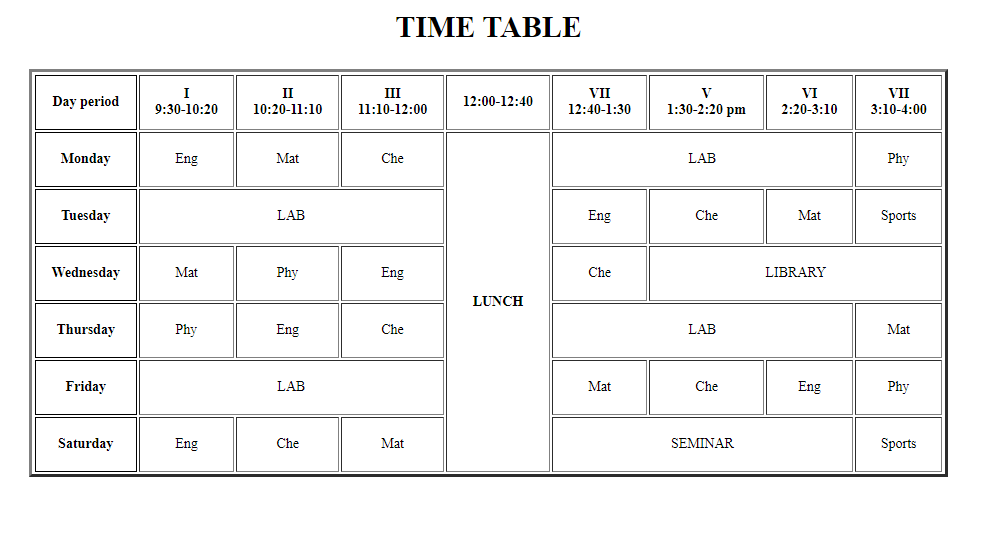 TIME TABLE
Day period I 9:30-10:20 II 10:20-11:10 III 11:10-12:00 12:00-12:40 VII 12:40-1:30 V 1:30-2:20 pm VI 2:20-3:10 VII 3:10-4:00
Monday Eng Mat Che LAB Phy
Tuesday LAB Eng Che Mat Sports
Wednesday Mat Phy Eng Che LIBRARY
LUNCH
Thursday Phy Eng Che LAB Mat
Friday LAB Mat Che Eng Phy
Saturday Eng Che Mat SEMINAR Sports